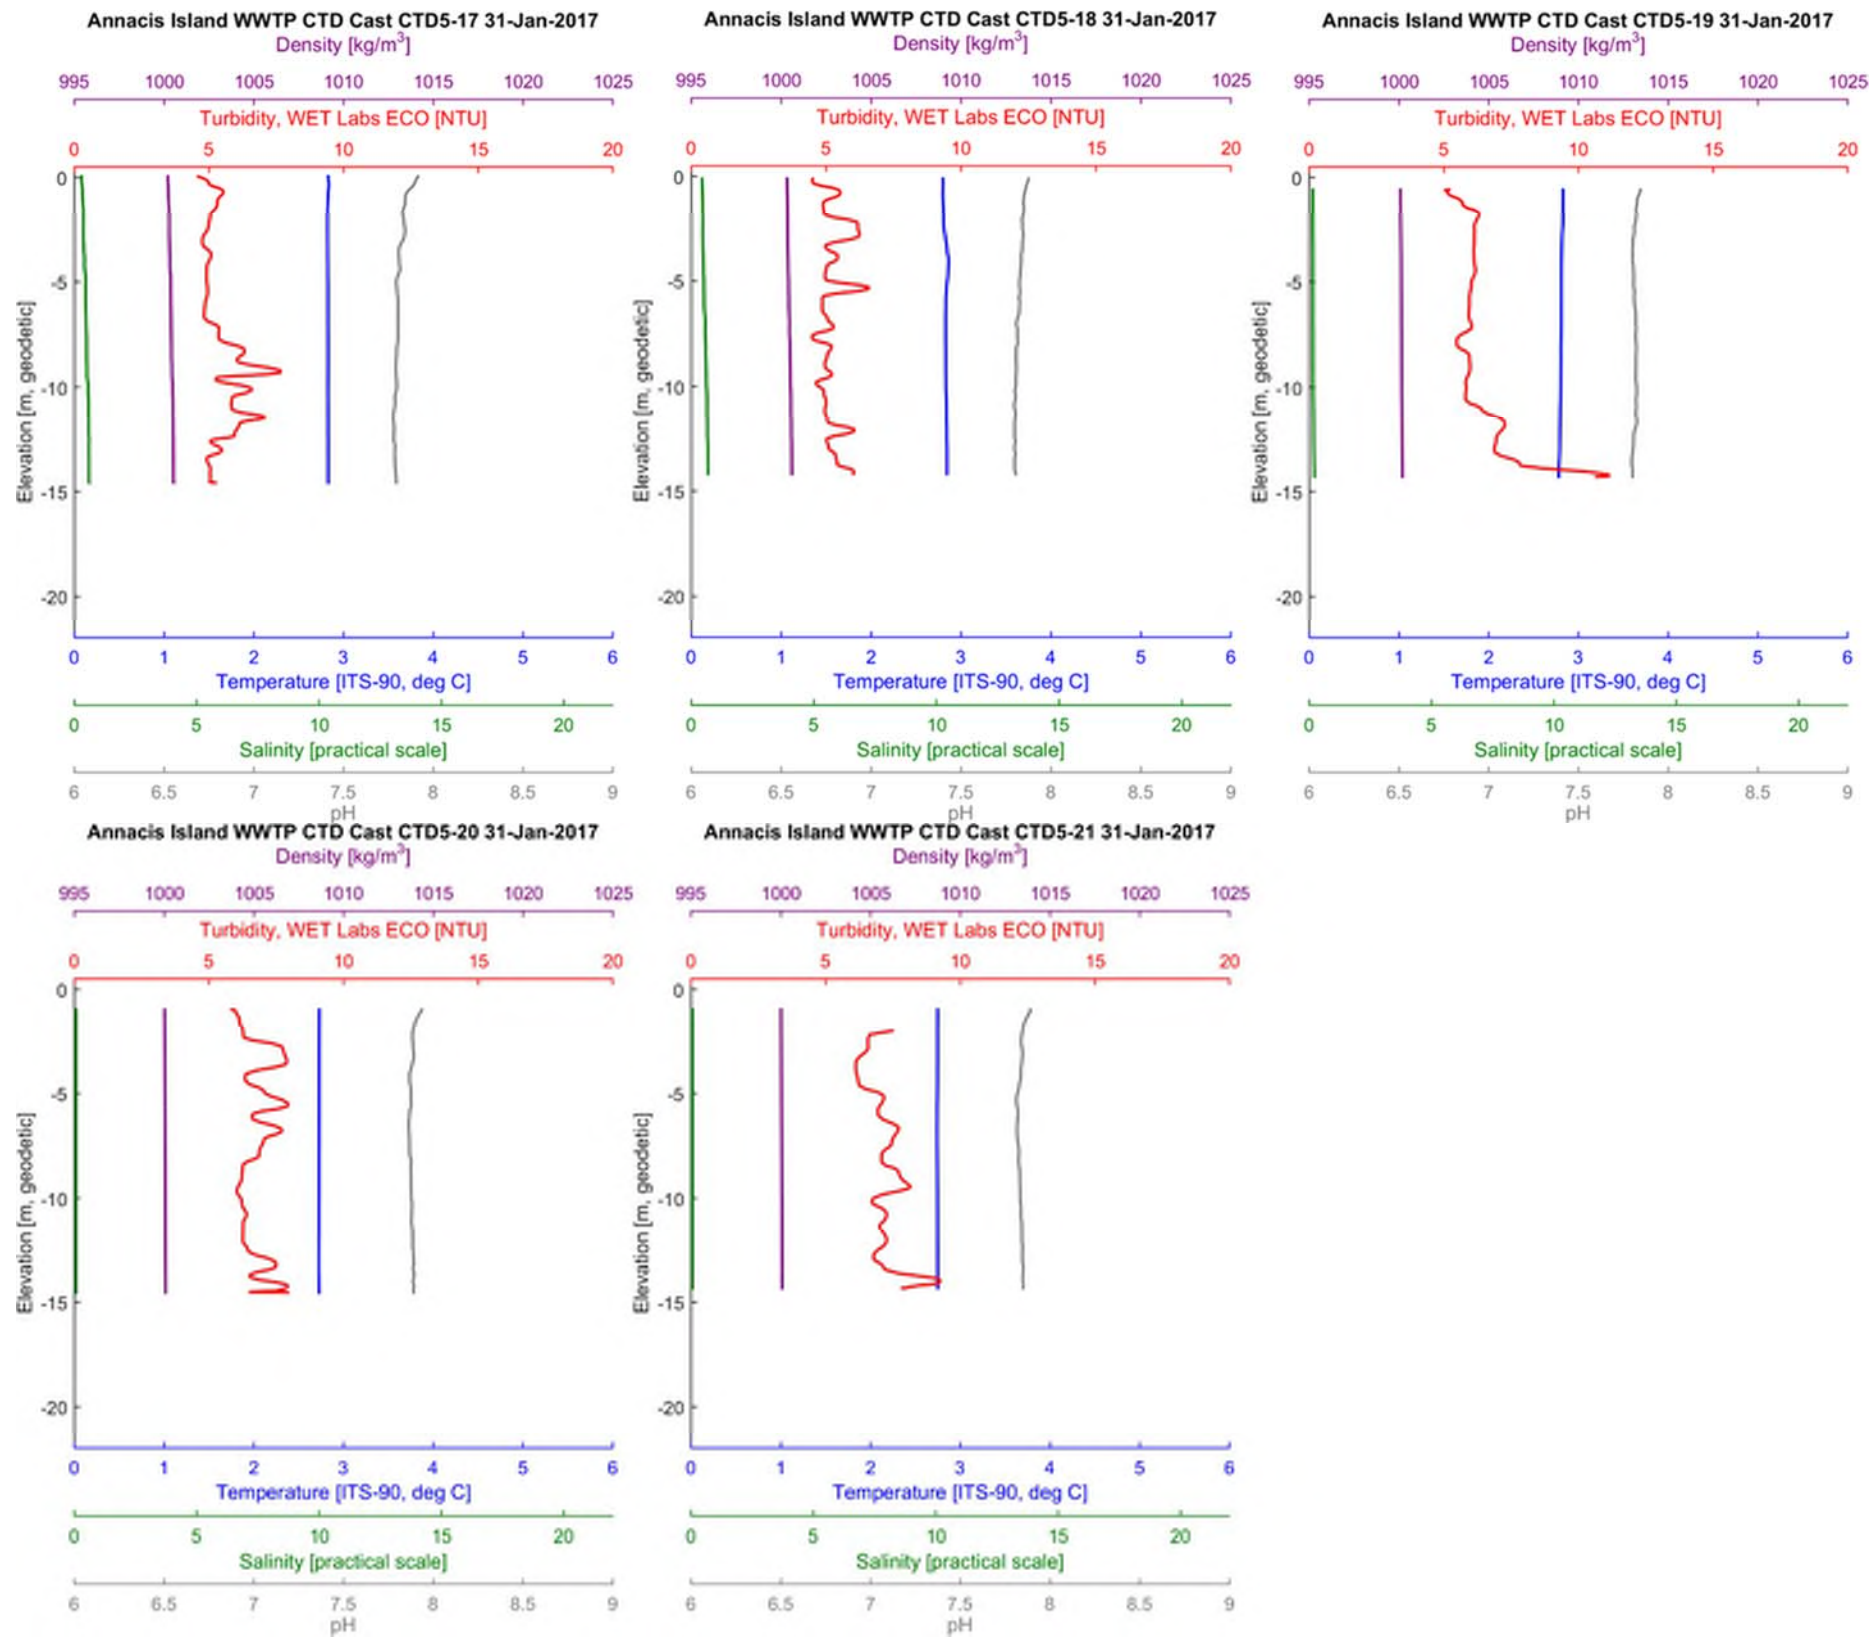 Annacis Island WWTP CTD Cast CTD5-17 31-Jan-2017
Density [kg/m³]
995 1000 1005 1010 1015 1020 1025
Turbidity, WET Labs ECO [NTU]
0 5 10 15 20
0
-5
-10
-15
-20
Elevation [m, geodetic]
0 1 2 3 4 5 6
Temperature [ITS-90, deg C]
0 5 10 15 20
Salinity [practical scale]
6 6.5 7 7.5 8 8.5 9
pH
Annacis Island WWTP CTD Cast CTD5-18 31-Jan-2017
Density [kg/m³]
995 1000 1005 1010 1015 1020 1025
Turbidity, WET Labs ECO [NTU]
0 5 10 15 20
0
-5
-10
-15
-20
Elevation [m, geodetic]
0 1 2 3 4 5 6
Temperature [ITS-90, deg C]
0 5 10 15 20
Salinity [practical scale]
6 6.5 7 7.5 8 8.5 9
pH
Annacis Island WWTP CTD Cast CTD5-19 31-Jan-2017
Density [kg/m³]
995 1000 1005 1010 1015 1020 1025
Turbidity, WET Labs ECO [NTU]
0 5 10 15 20
0
-5
-10
-15
-20
Elevation [m, geodetic]
0 1 2 3 4 5 6
Temperature [ITS-90, deg C]
0 5 10 15 20
Salinity [practical scale]
6 6.5 7 7.5 8 8.5 9
pH
Annacis Island WWTP CTD Cast CTD5-20 31-Jan-2017
Density [kg/m³]
995 1000 1005 1010 1015 1020 1025
Turbidity, WET Labs ECO [NTU]
0 5 10 15 20
0
-5
-10
-15
-20
Elevation [m, geodetic]
0 1 2 3 4 5 6
Temperature [ITS-90, deg C]
0 5 10 15 20
Salinity [practical scale]
6 6.5 7 7.5 8 8.5 9
pH
Annacis Island WWTP CTD Cast CTD5-21 31-Jan-2017
Density [kg/m³]
995 1000 1005 1010 1015 1020 1025
Turbidity, WET Labs ECO [NTU]
0 5 10 15 20
0
-5
-10
-15
-20
Elevation [m, geodetic]
0 1 2 3 4 5 6
Temperature [ITS-90, deg C]
0 5 10 15 20
Salinity [practical scale]
6 6.5 7 7.5 8 8.5 9
pH